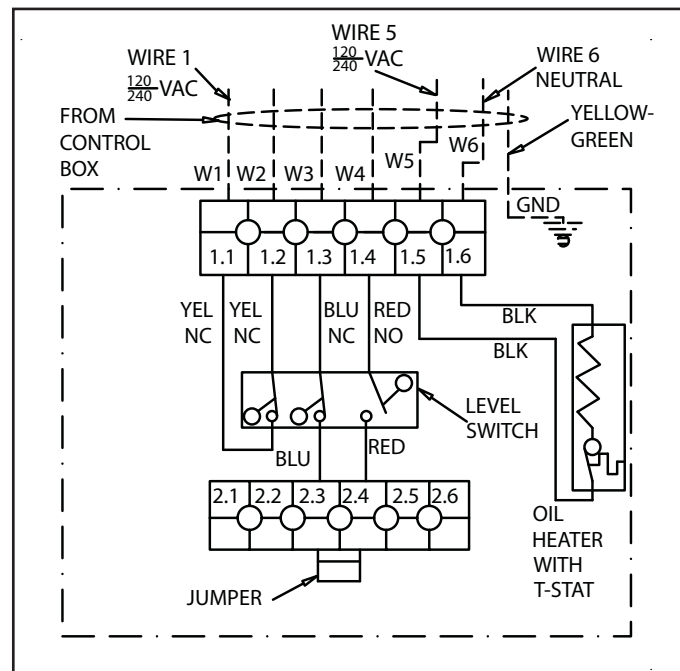 WIRE 1
120/240 VAC
WIRE 5
120/240 VAC
WIRE 6
NEUTRAL
FROM
CONTROL
BOX
YELLOW-
GREEN
W1 W2 W3 W4 W5 W6
GND
1.1 1.2 1.3 1.4 1.5 1.6
YEL
NC
YEL
NC
BLU
NC
RED
NO
BLK
BLK
LEVEL
SWITCH
BLU
RED
2.1 2.2 2.3 2.4 2.5 2.6
OIL
HEATER
WITH
T-STAT
JUMPER